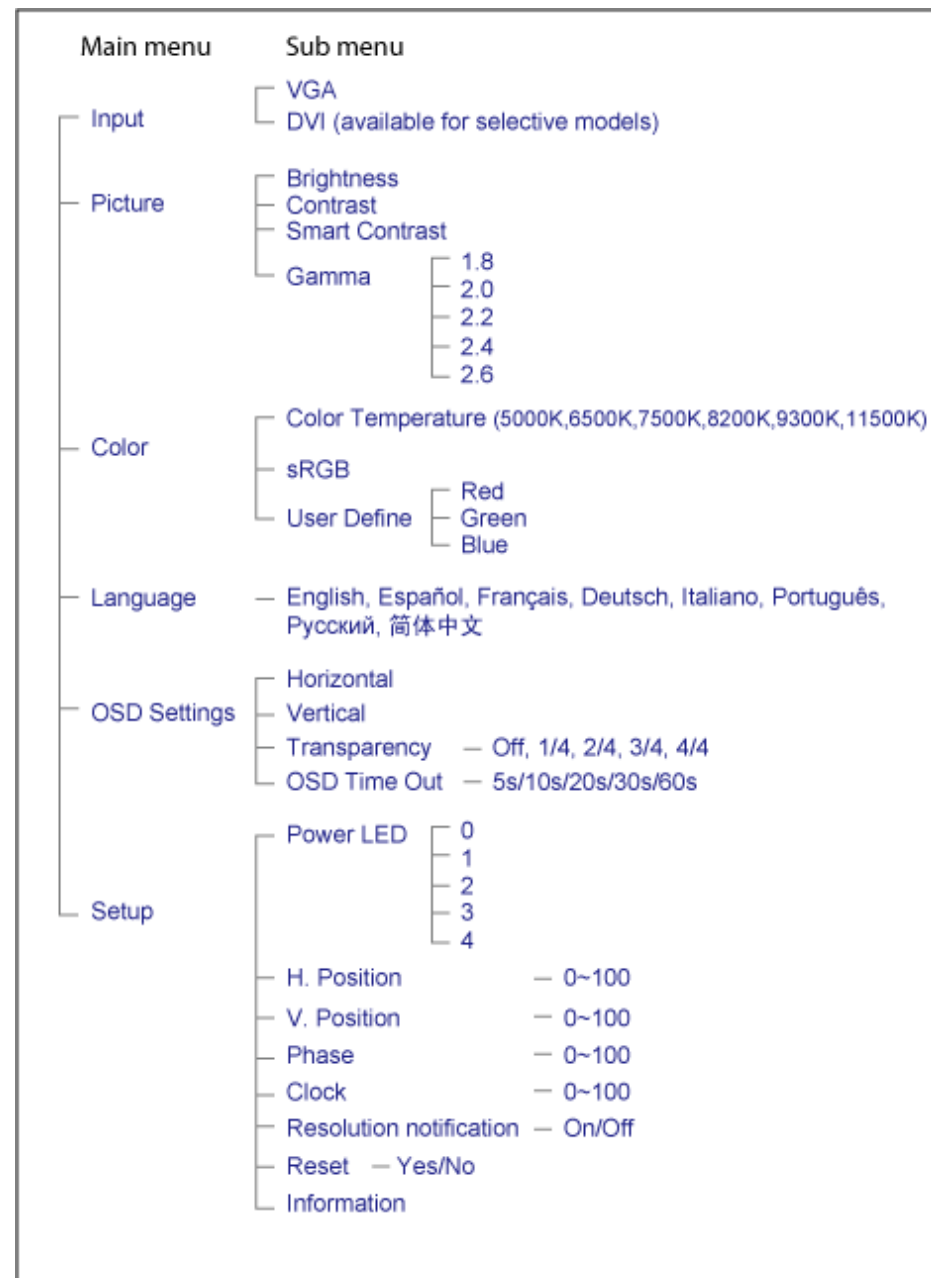 Main menu Sub menu
VGA
Input
DVI (available for selective models)
Brightness
Picture
Contrast
Smart Contrast
Gamma
1.8
2.0
2.2
2.4
2.6
Color Temperature (5000K,6500K,7500K,8200K,9300K,11500K)
Color
sRGB
User Define
Red
Green
Blue
Language
English, Español, Français, Deutsch, Italiano, Português,
Русский, 简体中文
OSD Settings
Horizontal
Vertical
Transparency — Off, 1/4, 2/4, 3/4, 4/4
OSD Time Out — 5s/10s/20s/30s/60s
Setup
Power LED
0
1
2
3
4
H. Position — 0~100
V. Position — 0~100
Phase — 0~100
Clock — 0~100
Resolution notification — On/Off
Reset — Yes/No
Information